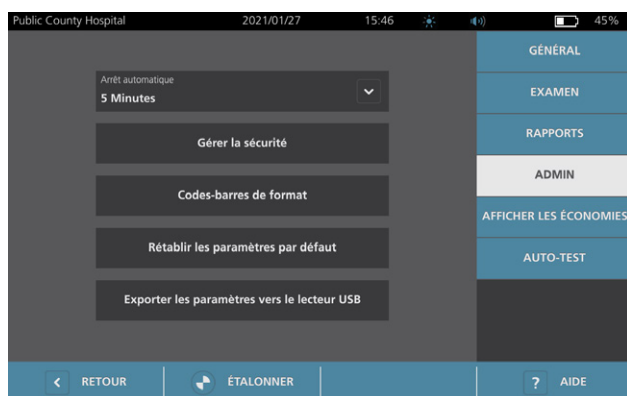 Public County Hospital 2021/01/27 15:46 45%
GÉNÉRAL
Arrêt automatique
5 Minutes
EXAMEN
Gérer la sécurité
RAPPORTS
Codes-barres de format
ADMIN
AFFICHER LES ÉCONOMIES
Rétablir les paramètres par défaut
AUTO-TEST
Exporter les paramètres vers le lecteur USB
RETOUR ÉTALONNER ? AIDE